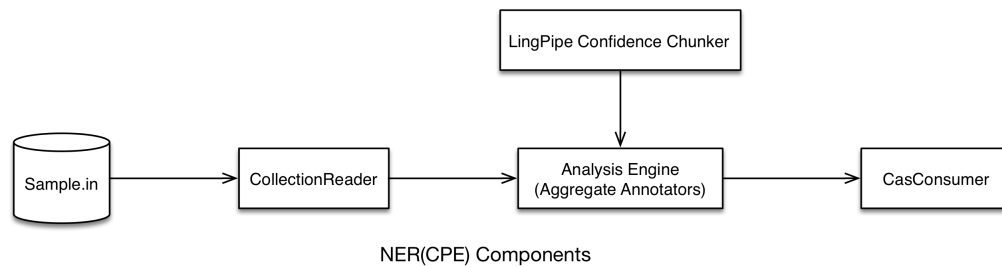 LingPipe Confidence Chunker
Sample.in
CollectionReader
Analysis Engine
(Aggregate Annotators)
CasConsumer
NER(CPE) Components